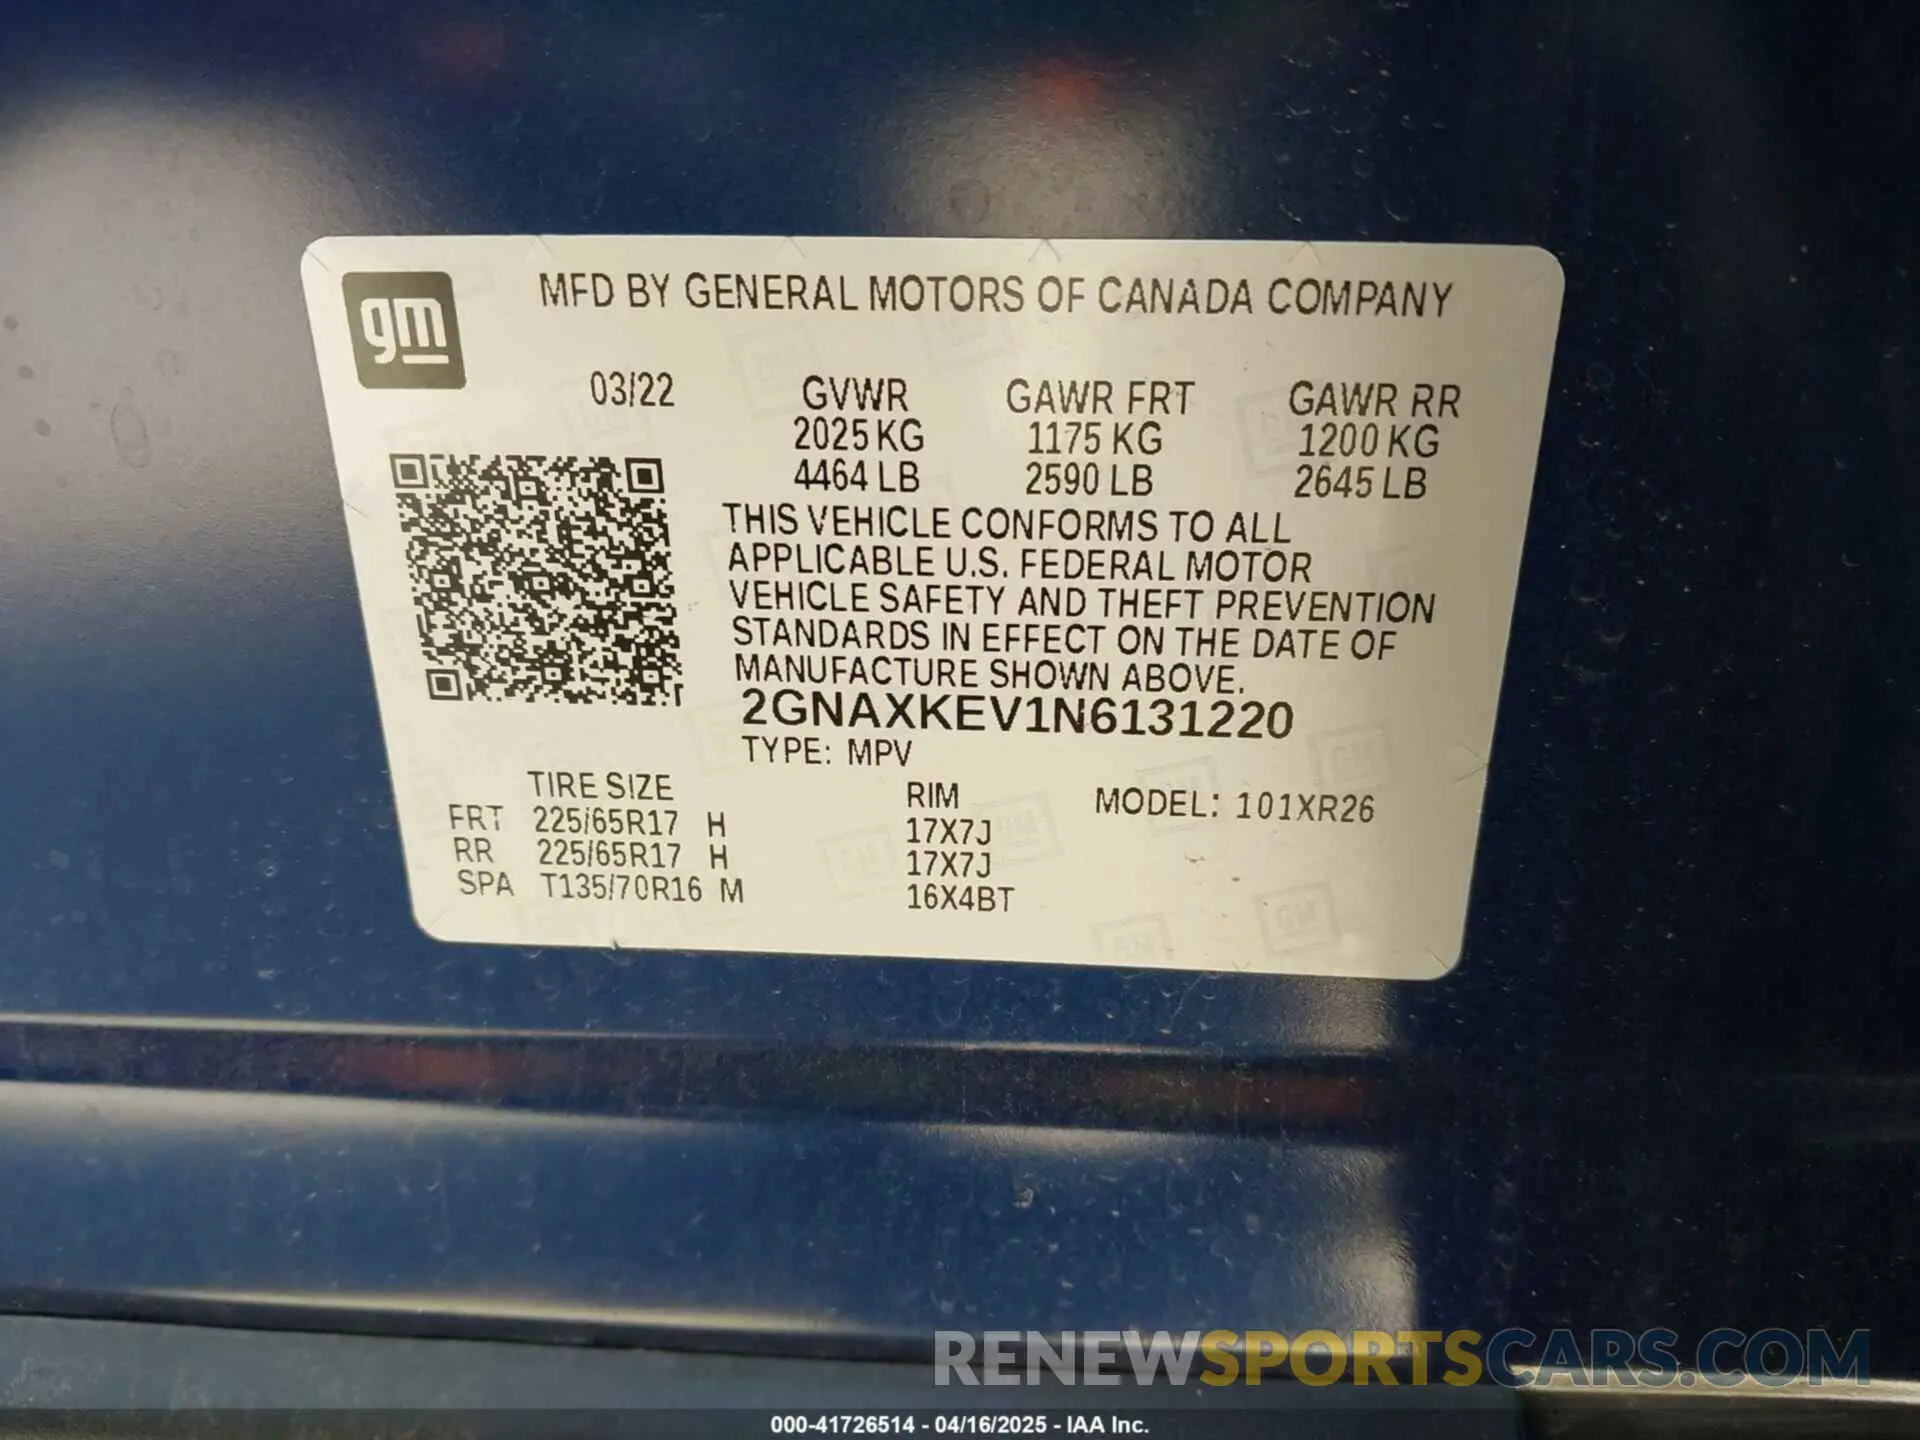 gm
MFD BY GENERAL MOTORS OF CANADA COMPANY
03/22 GVWR GAWR FRT GAWR RR
2025 KG 1175 KG 1200 KG
4464 LB 2590 LB 2645 LB
THIS VEHICLE CONFORMS TO ALL
APPLICABLE U.S. FEDERAL MOTOR
VEHICLE SAFETY AND THEFT PREVENTION
STANDARDS IN EFFECT ON THE DATE OF
MANUFACTURE SHOWN ABOVE.
2GNAXKEV1N6131220
TYPE: MPV
TIRE SIZE RIM MODEL: 101XR26
FRT 225/65R17 H 17X7J
RR 225/65R17 H 17X7J
SPA T135/70R16 M 16X4BT
RENEWSPORTSCARS.COM
000-41726514 - 04/16/2025 - IAA Inc.